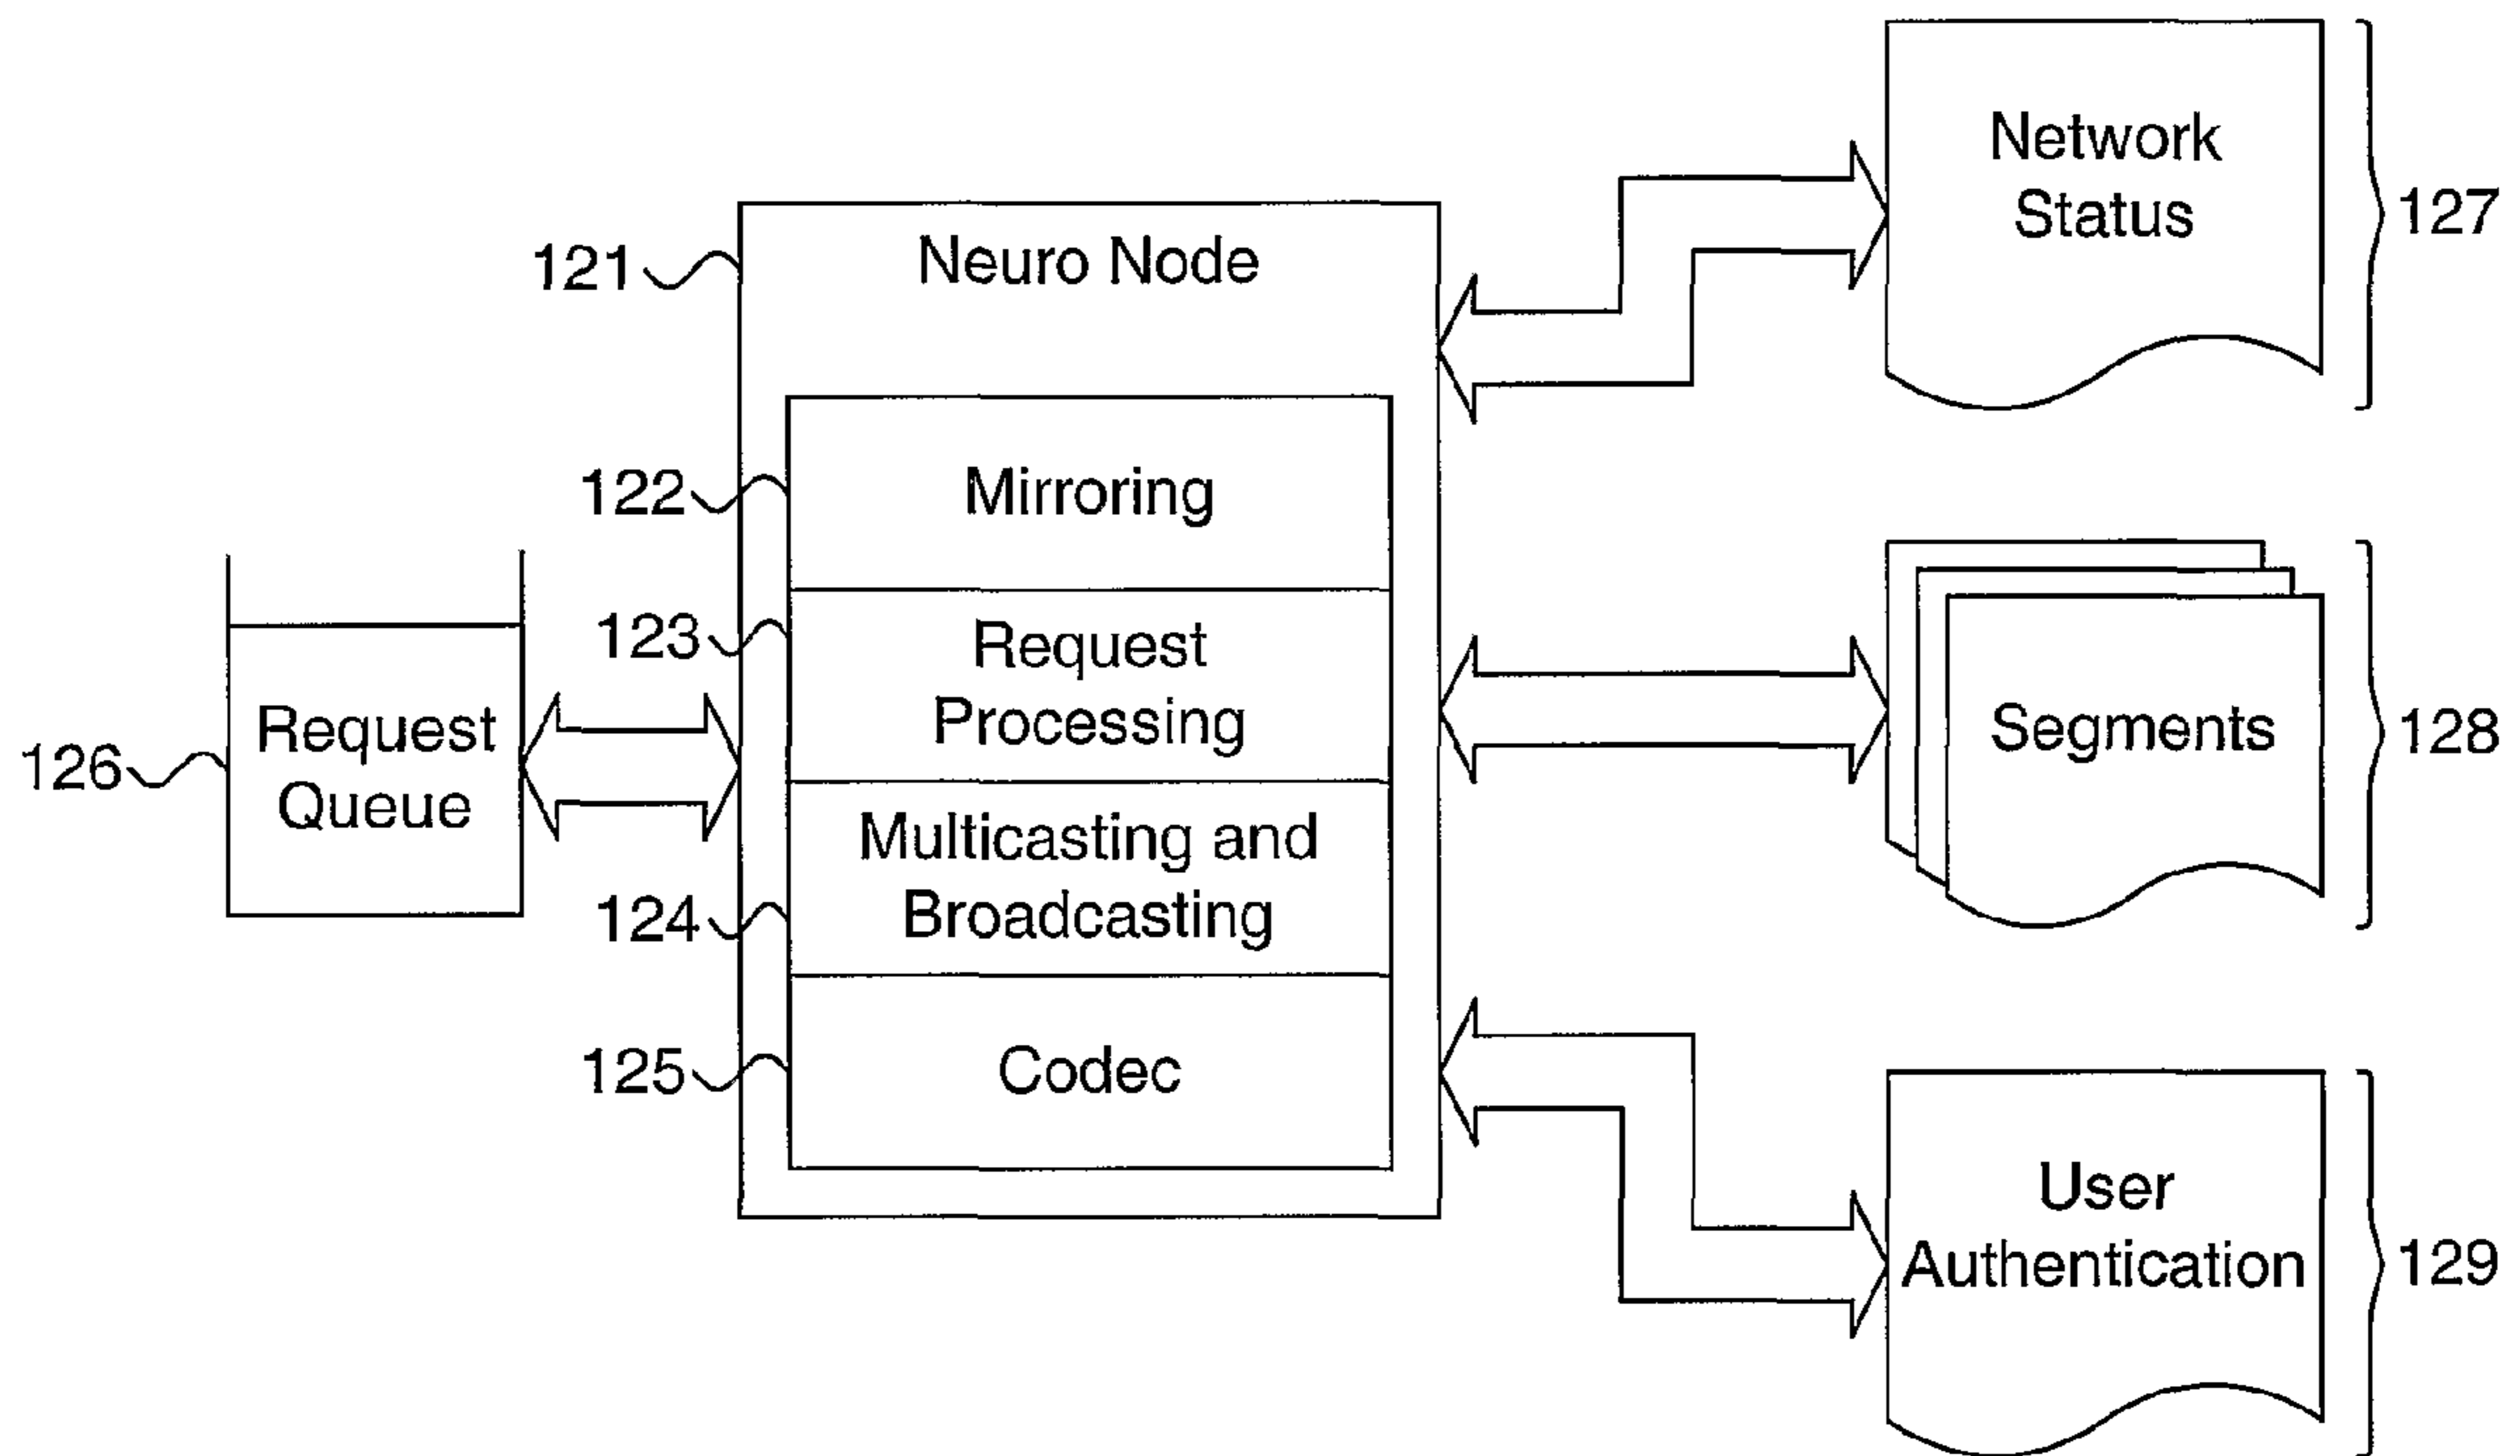 Network
Status
127
121
Neuro Node
122
Mirroring
123
Request
Processing
126
Request
Queue
124
Multicasting and
Broadcasting
125
Codec
Segments
128
User
Authentication
129